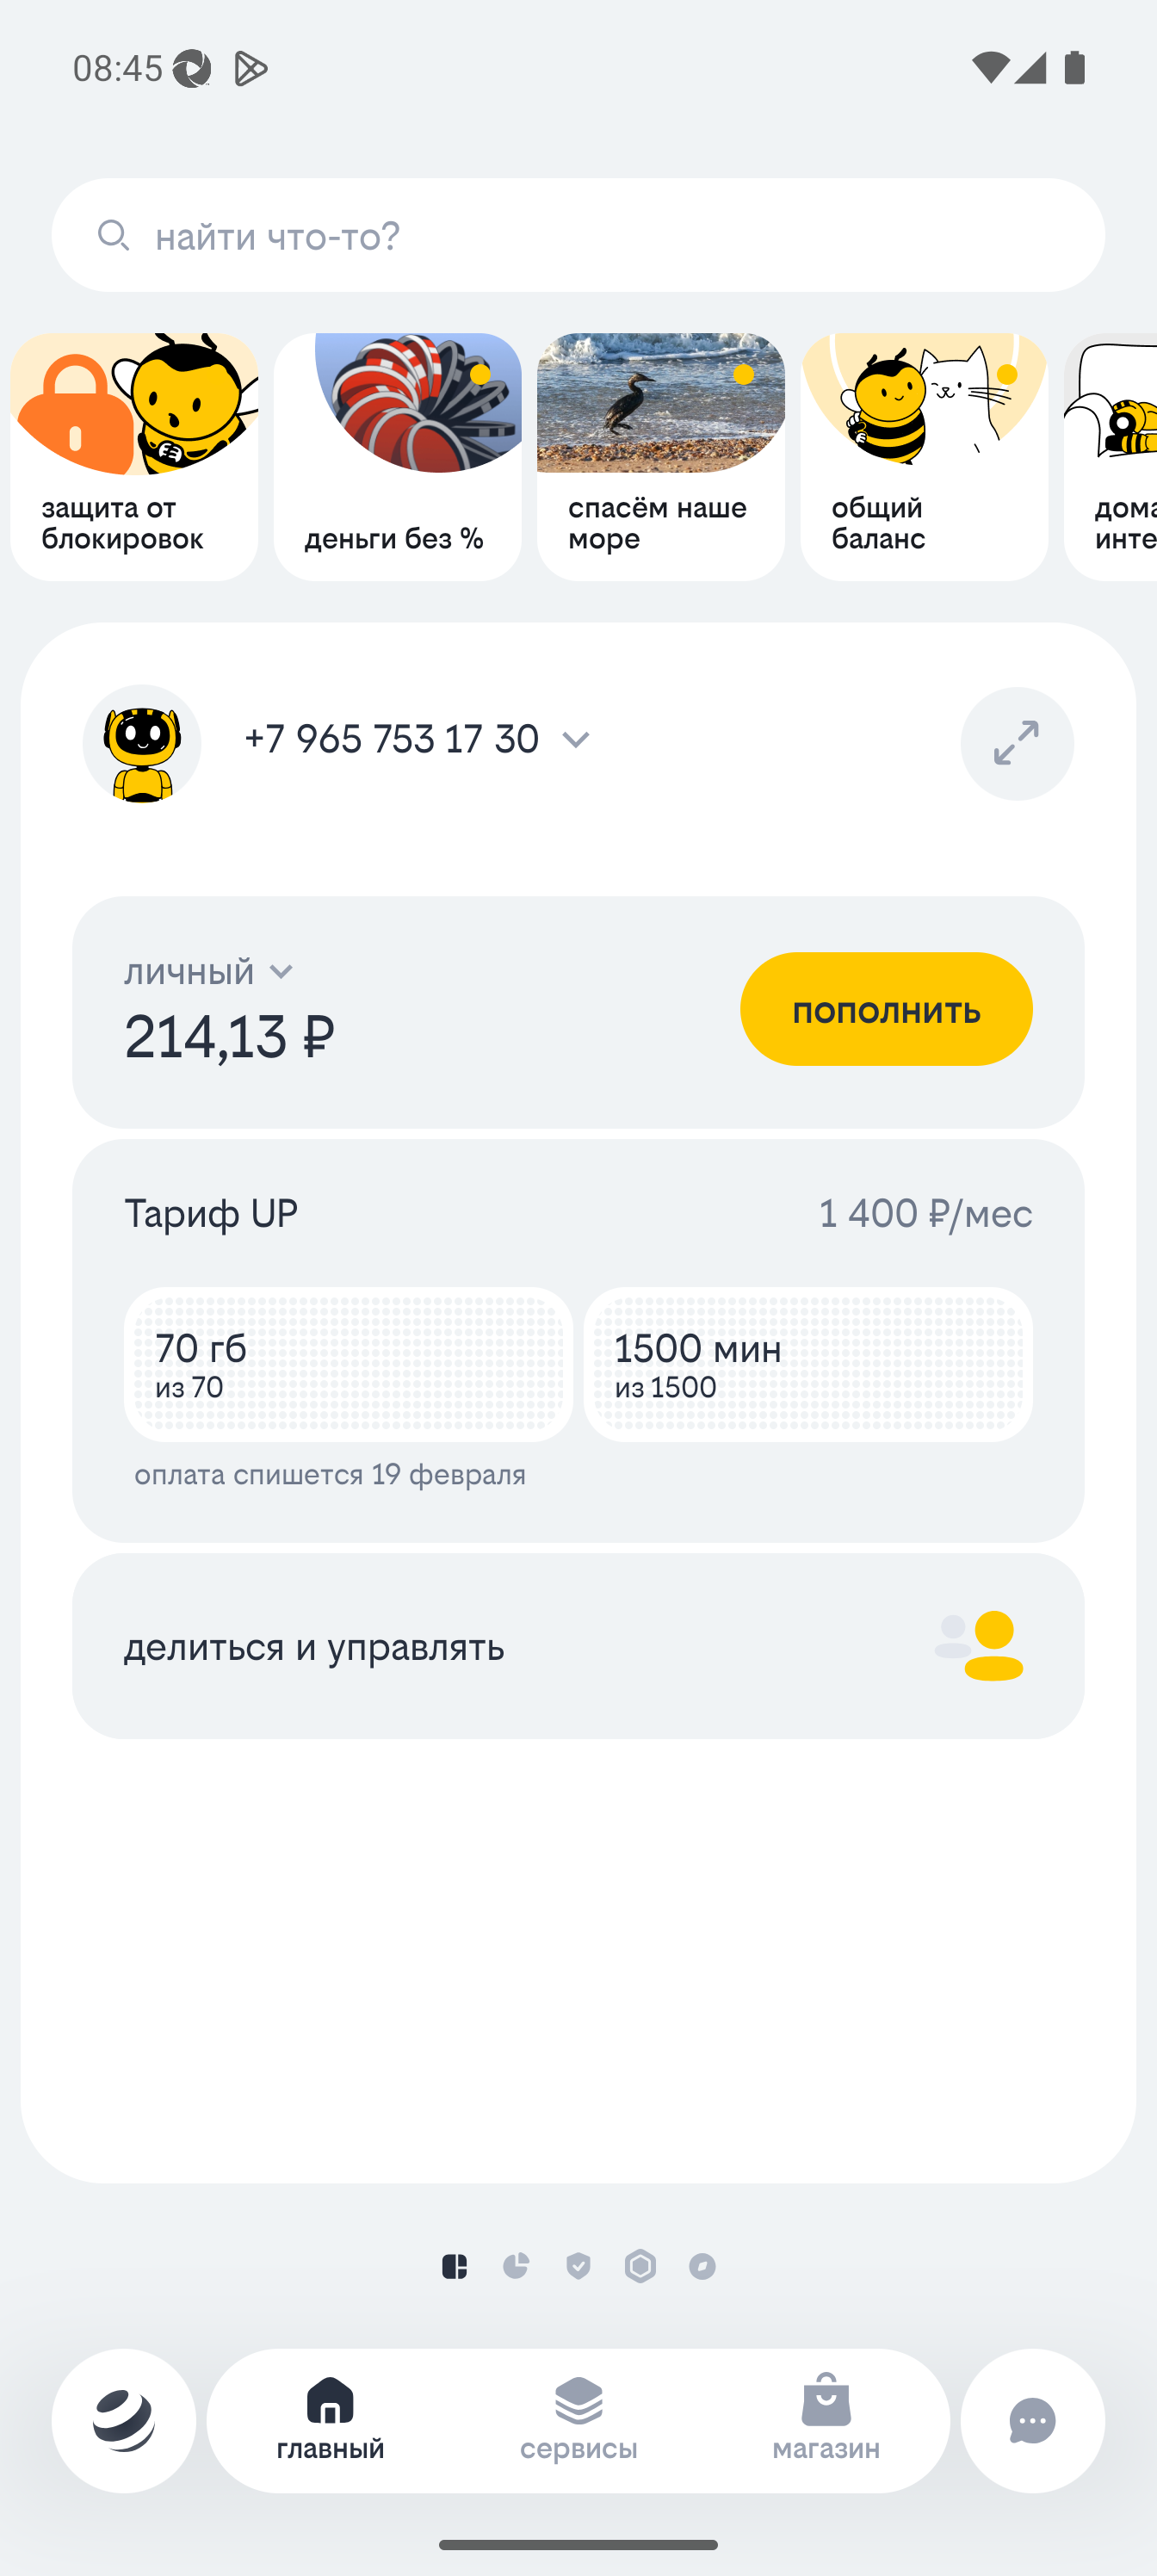 08:45
найти что-то?
защита от
блокировок
деньги без %
спасём наше
море
общий
баланс
дома
инте
+7 965 753 17 30
личный
214,13 ₽
пополнить
Тариф UP
1 400 ₽/мес
70 гб
из 70
1500 мин
из 1500
оплата спишется 19 февраля
делиться и управлять
главный
сервисы
магазин